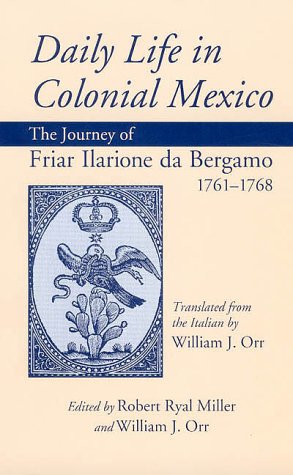 Daily Life in
Colonial Mexico
The Journey of
Friar Ilarione da Bergamo
1761–1768
Translated from
the Italian by
William J. Orr
Edited by Robert Ryal Miller
and William J. Orr